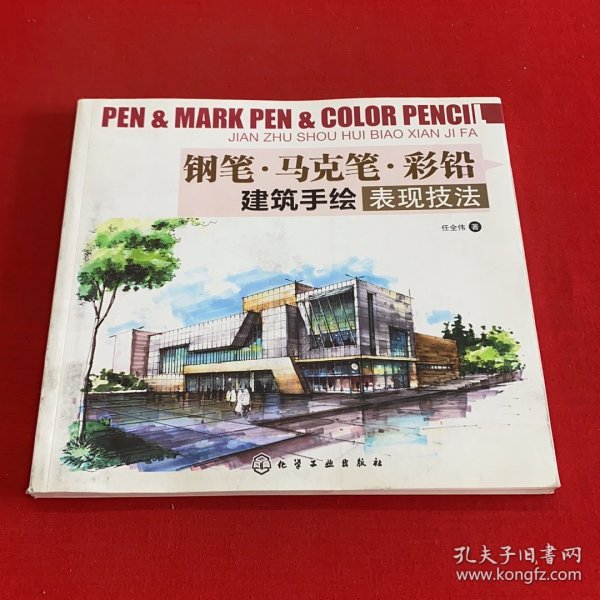 PEN & MARK PEN & COLOR PENCIL
JIAN ZHU SHOU HUI BIAO XIAN JI FA
钢笔·马克笔·彩铅
建筑手绘 表现技法
任全伟 著
化学工业出版社
孔夫子旧书网
www.kongfz.com